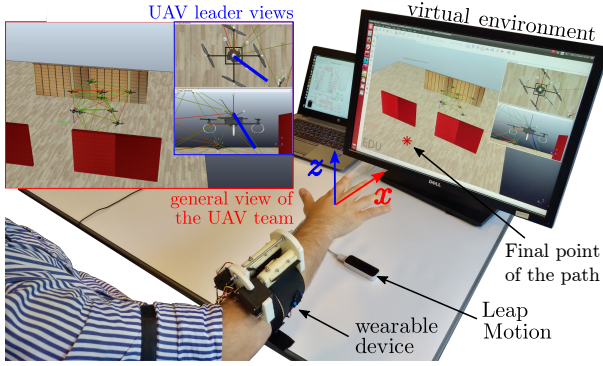 UAV leader views
virtual environment
EDU
DELL
z
x
general view of
the UAV team
Final point
of the path
Leap
Motion
wearable
device